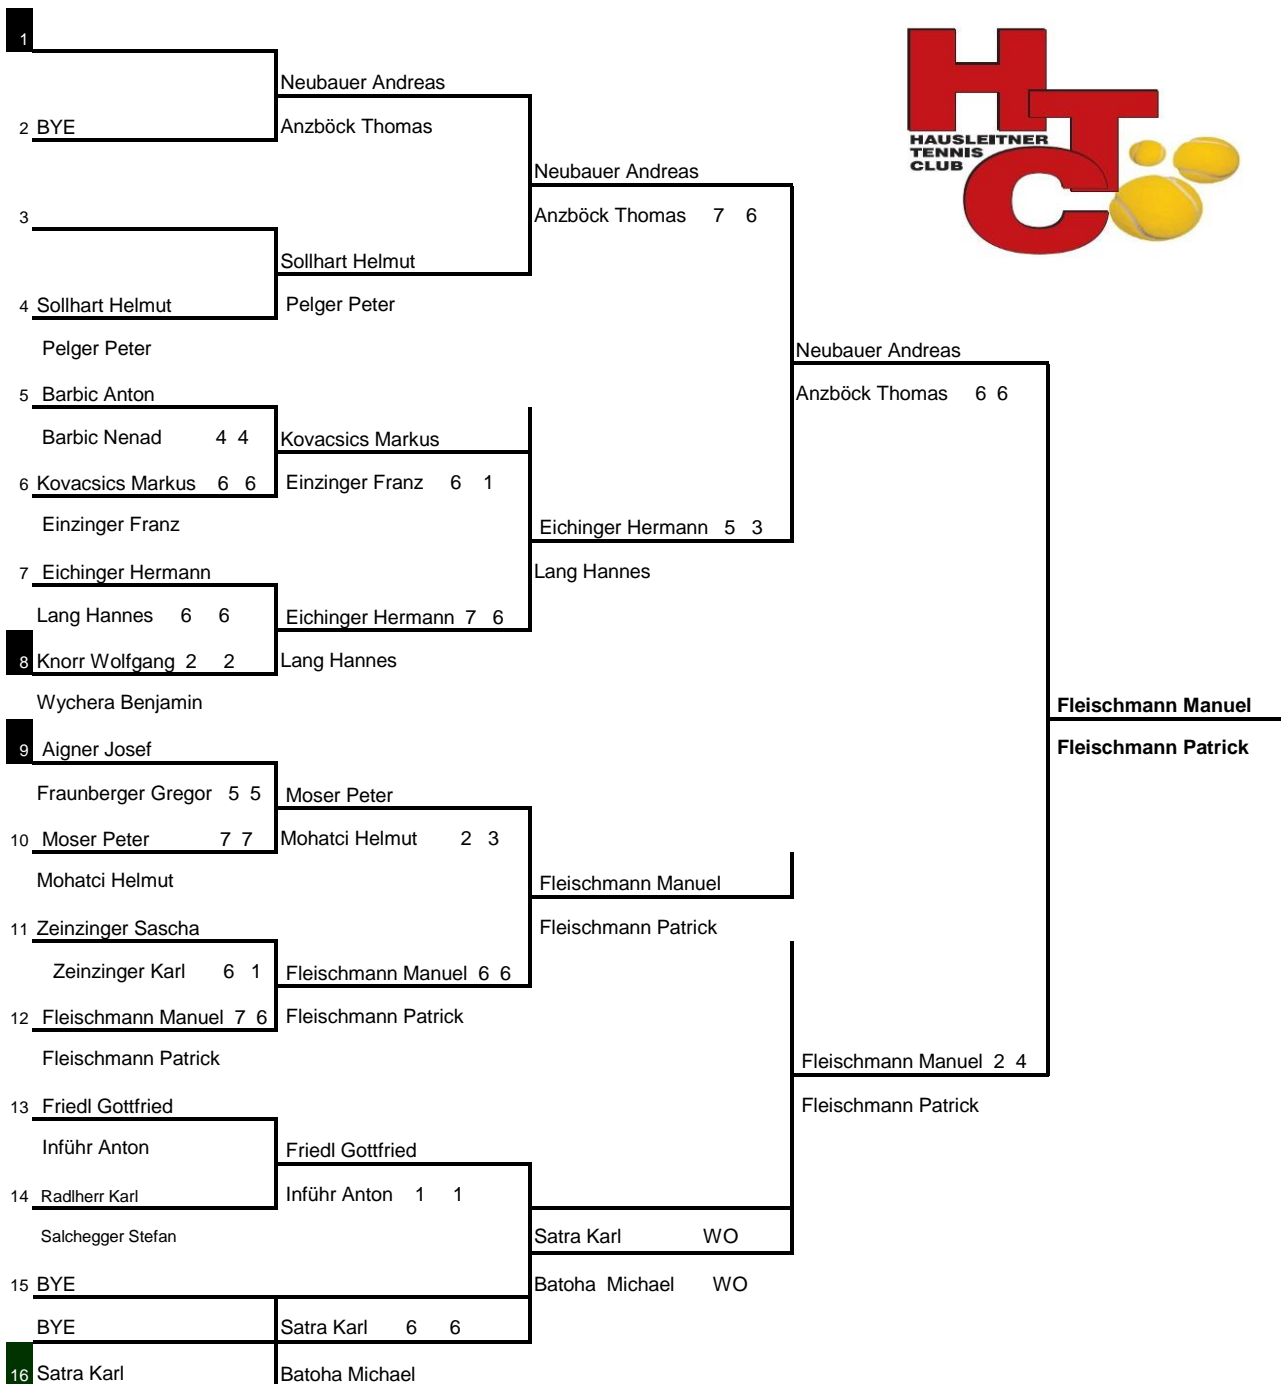 1
Neubauer Andreas
2 BYE
Anzböck Thomas
HAUSLEITNER
TENNIS
CLUB
HTC
Neubauer Andreas
3
Anzböck Thomas 7 6
Sollhart Helmut
4 Sollhart Helmut
Pelger Peter
Pelger Peter
Neubauer Andreas
5 Barbic Anton
Anzböck Thomas 6 6
Barbic Nenad 4 4
Kovacsics Markus
6 Kovacsics Markus 6 6
Einzinger Franz 6 1
Einzinger Franz
Eichinger Hermann 5 3
7 Eichinger Hermann
Lang Hannes
Lang Hannes 6 6
Eichinger Hermann 7 6
8 Knorr Wolfgang 2 2
Lang Hannes
Wychera Benjamin
Fleischmann Manuel
9 Aigner Josef
Fleischmann Patrick
Fraunberger Gregor 5 5
Moser Peter
10 Moser Peter 7 7
Mohatci Helmut 2 3
Mohatci Helmut
Fleischmann Manuel
11 Zeinzinger Sascha
Fleischmann Patrick
Zeinzinger Karl 6 1
Fleischmann Manuel 6 6
12 Fleischmann Manuel 7 6
Fleischmann Patrick
Fleischmann Patrick
Fleischmann Manuel 2 4
13 Friedl Gottfried
Fleischmann Patrick
Inführ Anton
Friedl Gottfried
14 Radlherr Karl
Inführ Anton 1 1
Salchegger Stefan
Satra Karl WO
15 BYE
Batoha Michael WO
BYE
Satra Karl 6 6
16 Satra Karl
Batoha Michael